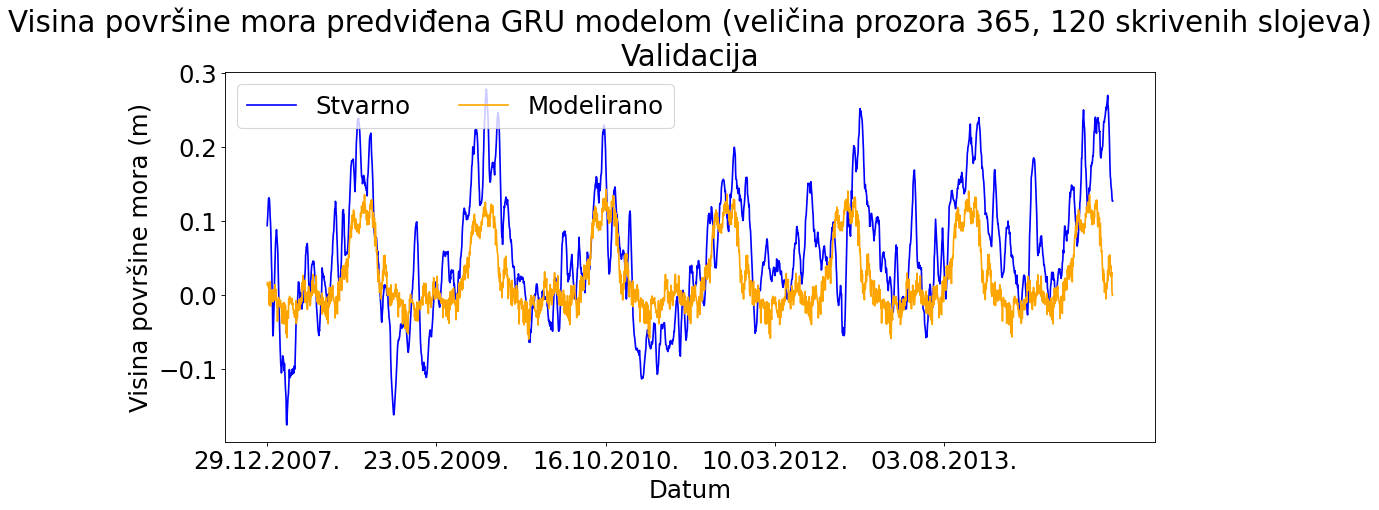 Visina površine mora predviđena GRU modelom (veličina prozora 365, 120 skrivenih slojeva)
Validacija
Stvarno
Modelirano
Visina površine mora (m)
0.3
0.2
0.1
0.0
−0.1
29.12.2007.
23.05.2009.
16.10.2010.
10.03.2012.
03.08.2013.
Datum